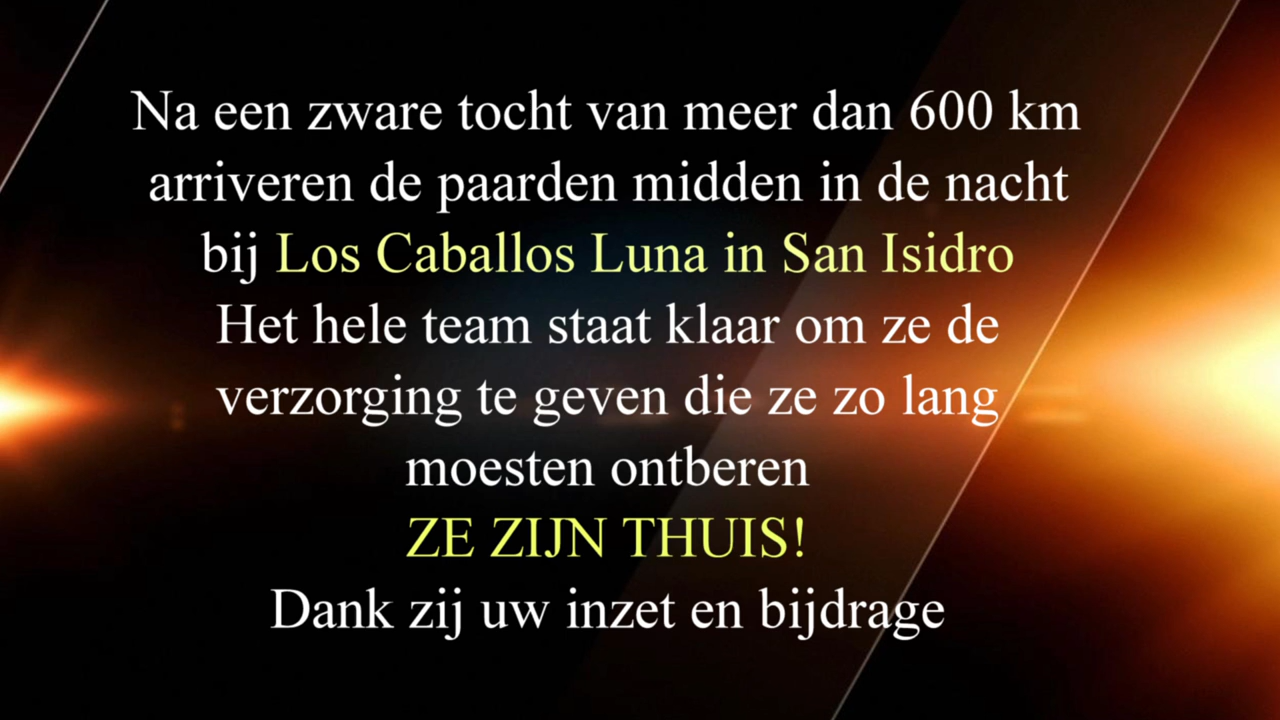 Na een zware tocht van meer dan 600 km
arriveren de paarden midden in de nacht
bij Los Caballos Luna in San Isidro
Het hele team staat klaar om ze de
verzorging te geven die ze zo lang
moesten ontberen
ZE ZIJN THUIS!
Dank zij uw inzet en bijdrage